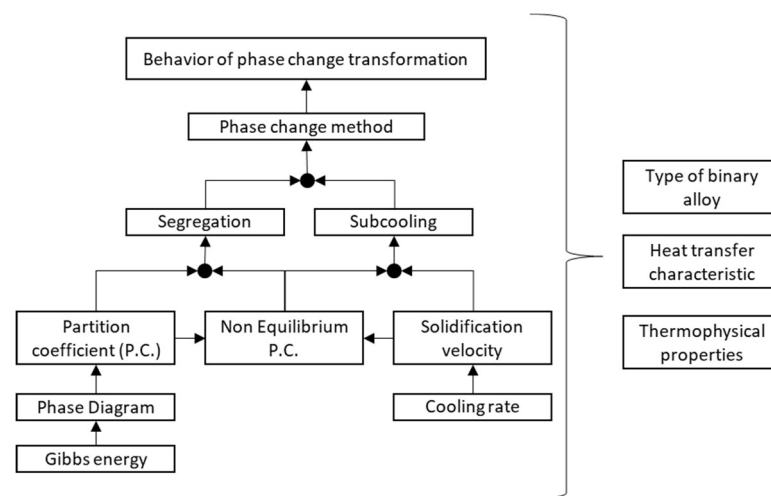 Behavior of phase change transformation
Phase change method
Segregation
Subcooling
Partition
coefficient (P.C.)
Non Equilibrium
P.C.
Solidification
velocity
Phase Diagram
Cooling rate
Gibbs energy
Type of binary
alloy
Heat transfer
characteristic
Thermophysical
properties